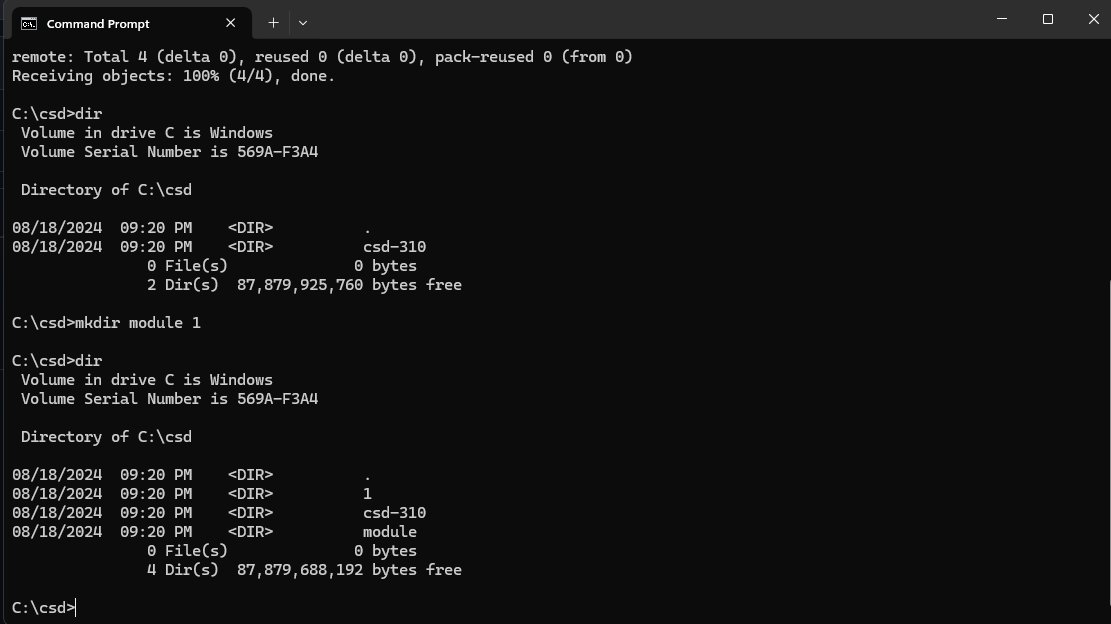 Command Prompt
remote: Total 4 (delta 0), reused 0 (delta 0), pack-reused 0 (from 0)
Receiving objects: 100% (4/4), done.
C:\csd>dir
Volume in drive C is Windows
Volume Serial Number is 569A-F3A4
Directory of C:\csd
08/18/2024  09:20 PM    <DIR>          .
08/18/2024  09:20 PM    <DIR>          csd-310
0 File(s)              0 bytes
2 Dir(s)  87,879,925,760 bytes free
C:\csd>mkdir module 1
C:\csd>dir
Volume in drive C is Windows
Volume Serial Number is 569A-F3A4
Directory of C:\csd
08/18/2024  09:20 PM    <DIR>          .
08/18/2024  09:20 PM    <DIR>          1
08/18/2024  09:20 PM    <DIR>          csd-310
08/18/2024  09:20 PM    <DIR>          module
0 File(s)              0 bytes
4 Dir(s)  87,879,688,192 bytes free
C:\csd>